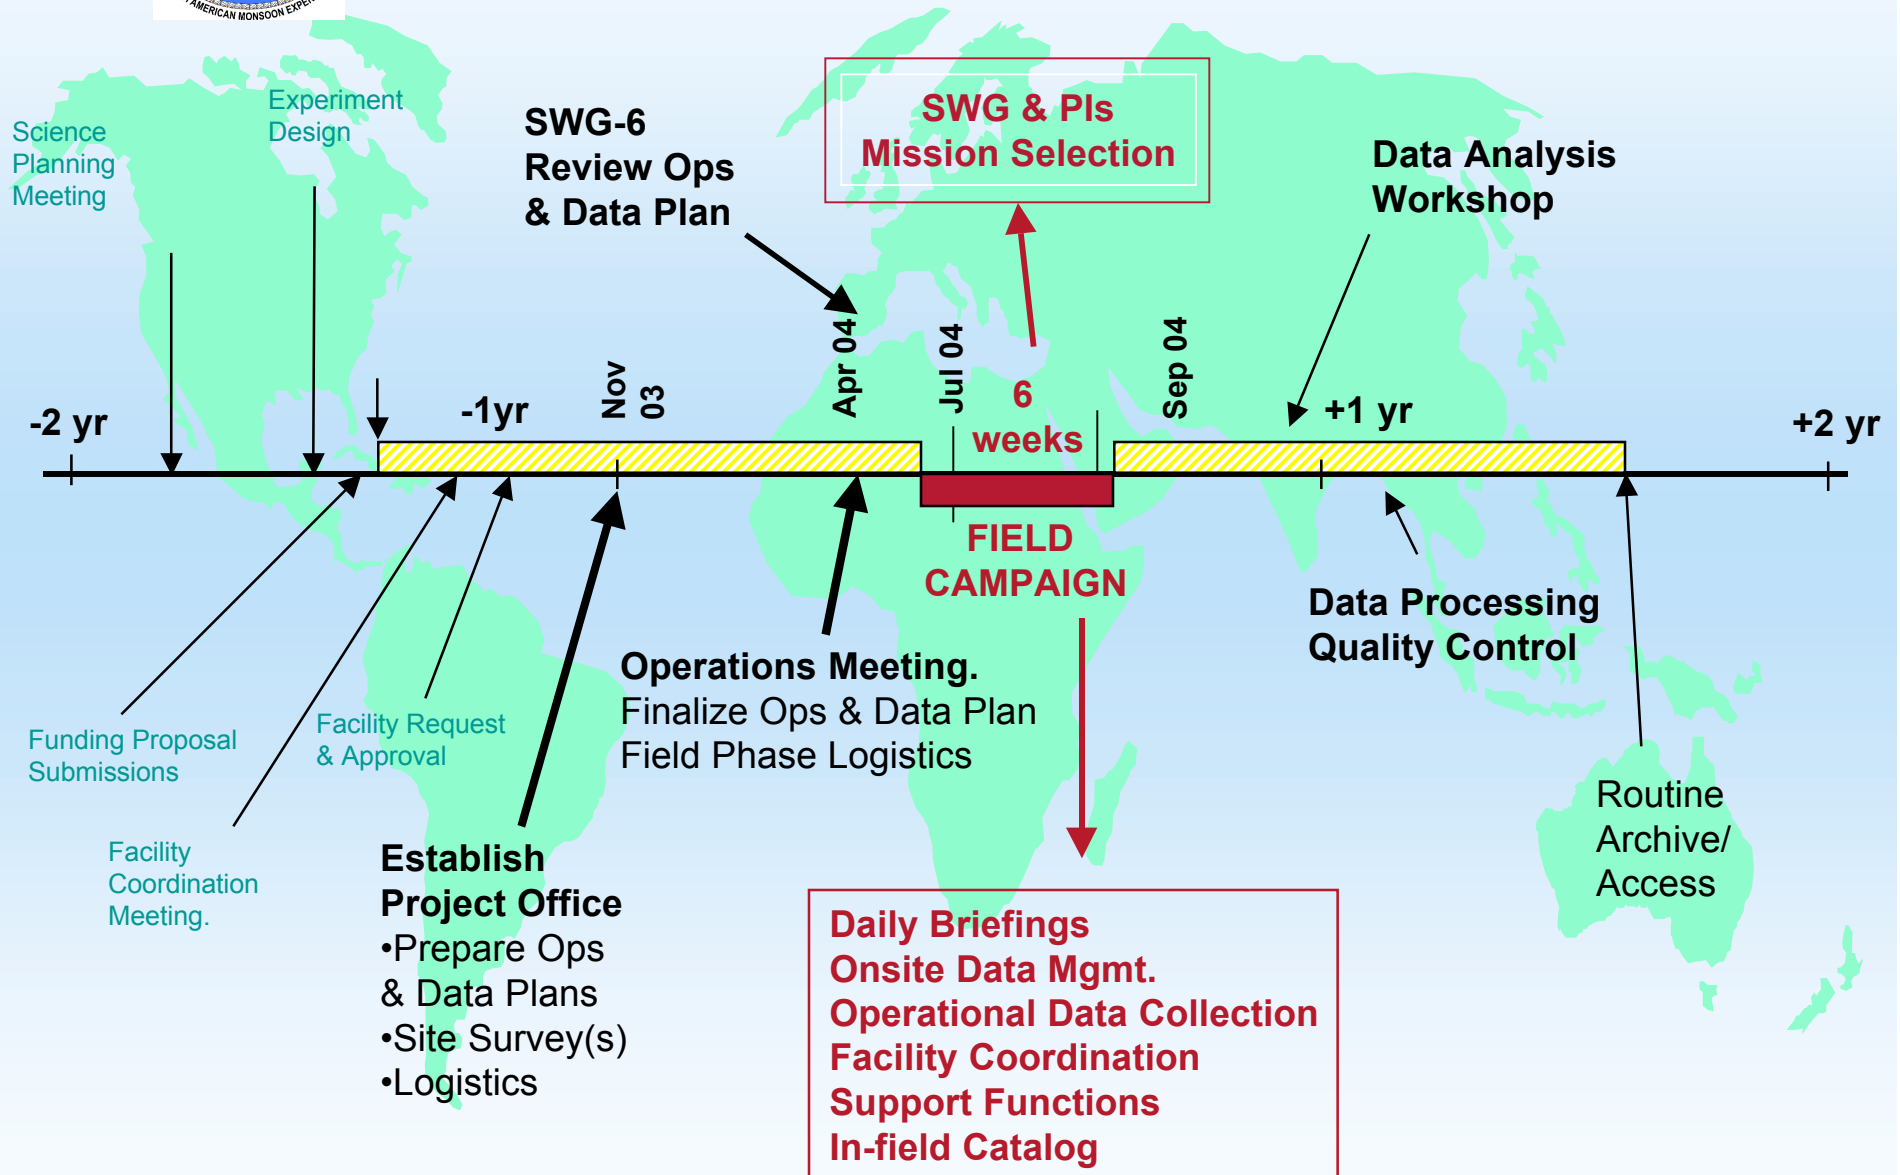 AMERICAN MONSOON
Science
Planning
Meeting
Experiment
Design
SWG-6
Review Ops
& Data Plan
SWG & PIs
Mission Selection
Data Analysis
Workshop
-2 yr
-1yr
Nov
03
Apr 04
Jul 04
6
weeks
Sep 04
+1 yr
+2 yr
FIELD
CAMPAIGN
Funding Proposal
Submissions
Facility Request
& Approval
Facility
Coordination
Meeting.
Establish
Project Office
•Prepare Ops
& Data Plans
•Site Survey(s)
•Logistics
Operations Meeting.
Finalize Ops & Data Plan
Field Phase Logistics
Data Processing
Quality Control
Routine
Archive/
Access
Daily Briefings
Onsite Data Mgmt.
Operational Data Collection
Facility Coordination
Support Functions
In-field Catalog